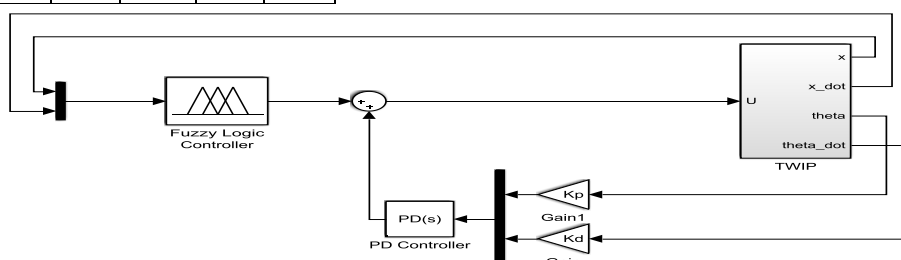 x
x_dot
U
theta
theta_dot
TWIP
Fuzzy Logic
Controller
+
+
Kp
Gain1
PD(s)
PD Controller
Kd